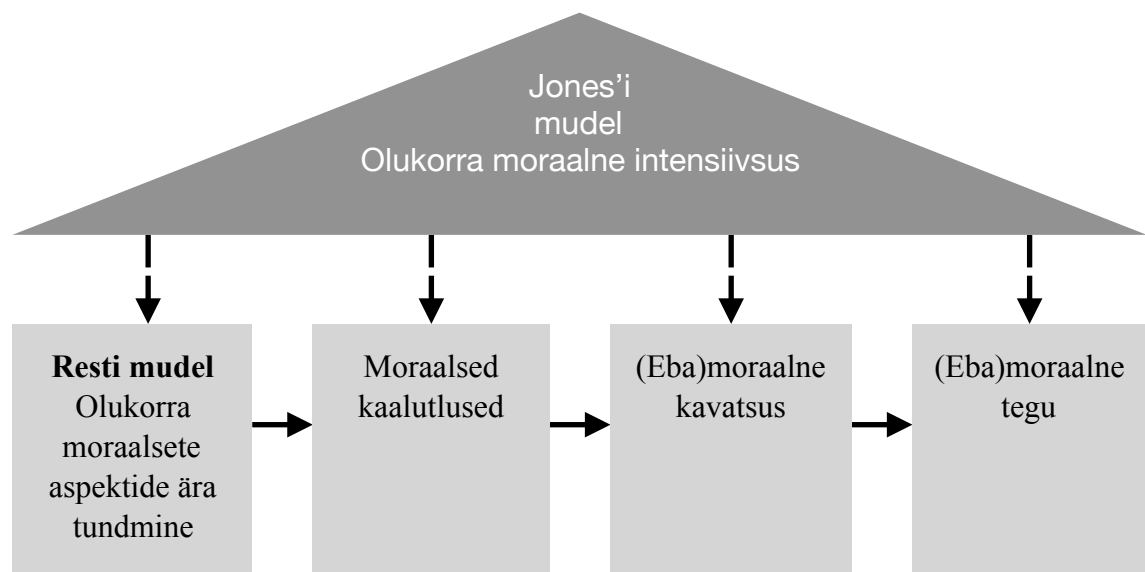 Jones’i
mudel
Olukorra moraalne intensiivsus
Resti mudel
Olukorra
moraalsete
aspektide ära
tundmine
Moraalsed
kaalutlused
(Eba)moraalne
kavatsus
(Eba)moraalne
tegu